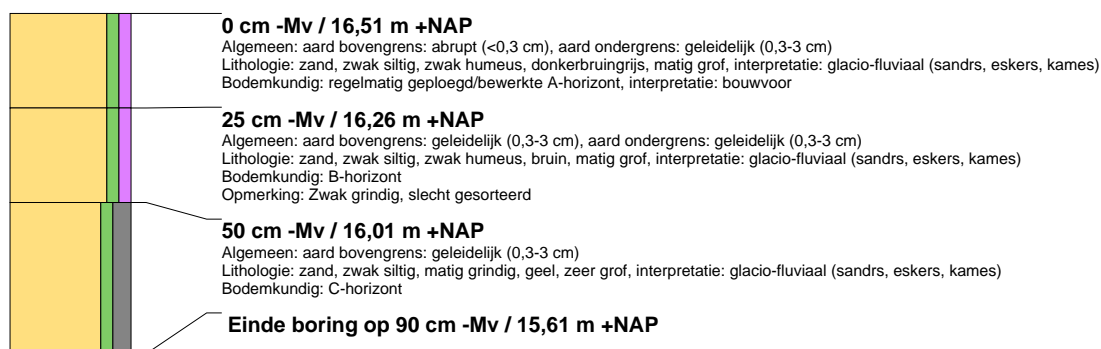 0 cm -Mv / 16,51 m +NAP
Algemeen: aard bovengrens: abrupt (<0,3 cm), aard ondergrens: geleidelijk (0,3-3 cm)
Lithologie: zand, zwak siltig, zwak humeus, donkerbruingrijs, matig grof, interpretatie: glacio-fluviaal (sandrs, eskers, kames)
Bodemkundig: regelmatig geploegd/bewerkte A-horizont, interpretatie: bouwvoor
25 cm -Mv / 16,26 m +NAP
Algemeen: aard bovengrens: geleidelijk (0,3-3 cm), aard ondergrens: geleidelijk (0,3-3 cm)
Lithologie: zand, zwak siltig, zwak humeus, bruin, matig grof, interpretatie: glacio-fluviaal (sandrs, eskers, kames)
Bodemkundig: B-horizont
Opmerking: Zwak grindig, slecht gesorteerd
50 cm -Mv / 16,01 m +NAP
Algemeen: aard bovengrens: geleidelijk (0,3-3 cm)
Lithologie: zand, zwak siltig, matig grindig, geel, zeer grof, interpretatie: glacio-fluviaal (sandrs, eskers, kames)
Bodemkundig: C-horizont
Einde boring op 90 cm -Mv / 15,61 m +NAP